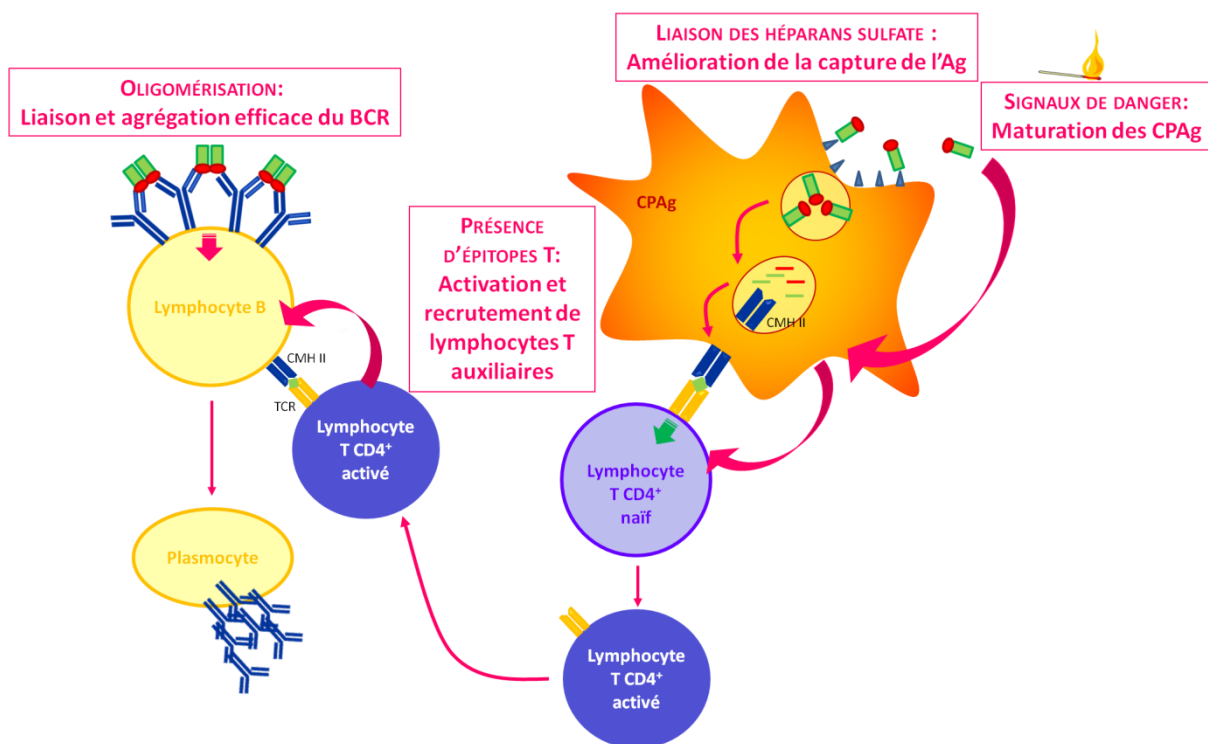 LIAISON DES HÉPARANS SULFATE :
Amélioration de la capture de l'Ag
OLIGOMÉRISATION:
Liaison et agrégation efficace du BCR
SIGNAUX DE DANGER:
Maturation des CPAg
CPAg
PRÉSENCE
D'ÉPITOPES T:
Activation et
recrutement de
lymphocytes T
auxiliaires
Lymphocyte B
CMH II
CMH II
TCR
Lymphocyte
T CD4⁺
activé
Lymphocyte
T CD4⁺
naïf
Plasmocyte
Lymphocyte
T CD4⁺
activé